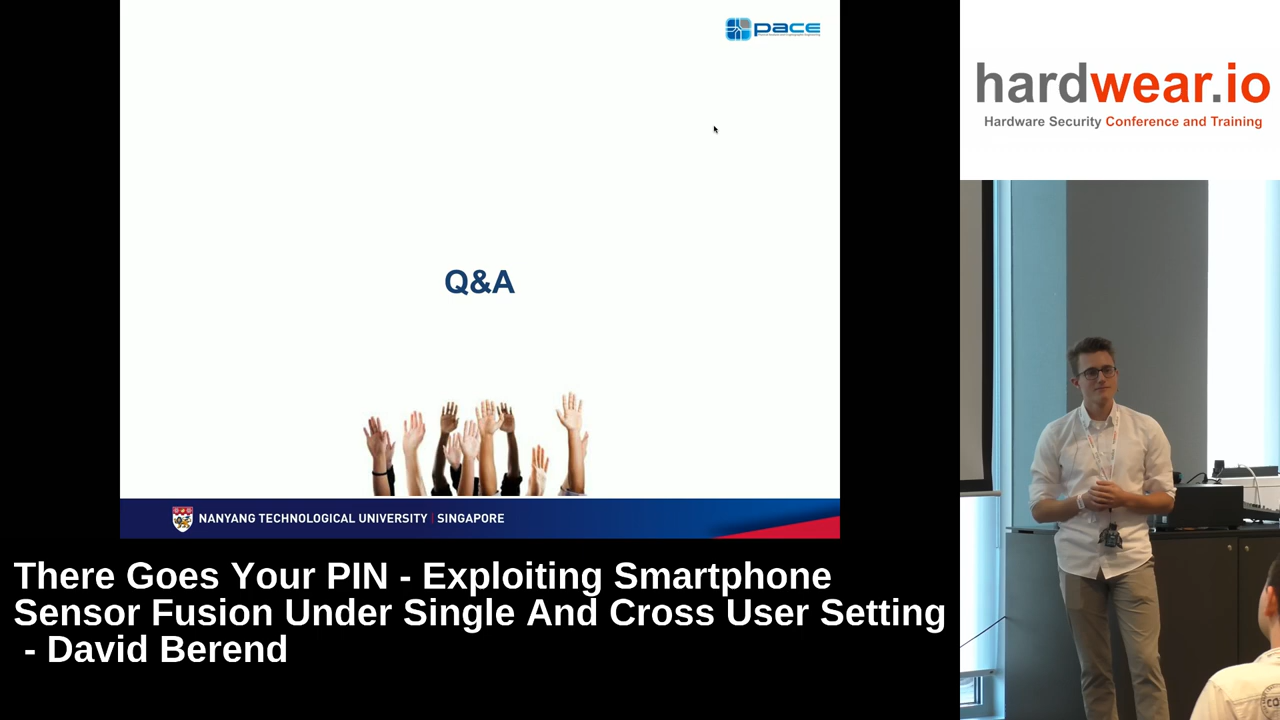 pace
hardwear.io
Hardware Security Conference and Training
Q&A
NANYANG TECHNOLOGICAL UNIVERSITY | SINGAPORE
There Goes Your PIN - Exploiting Smartphone
Sensor Fusion Under Single And Cross User Setting
- David Berend